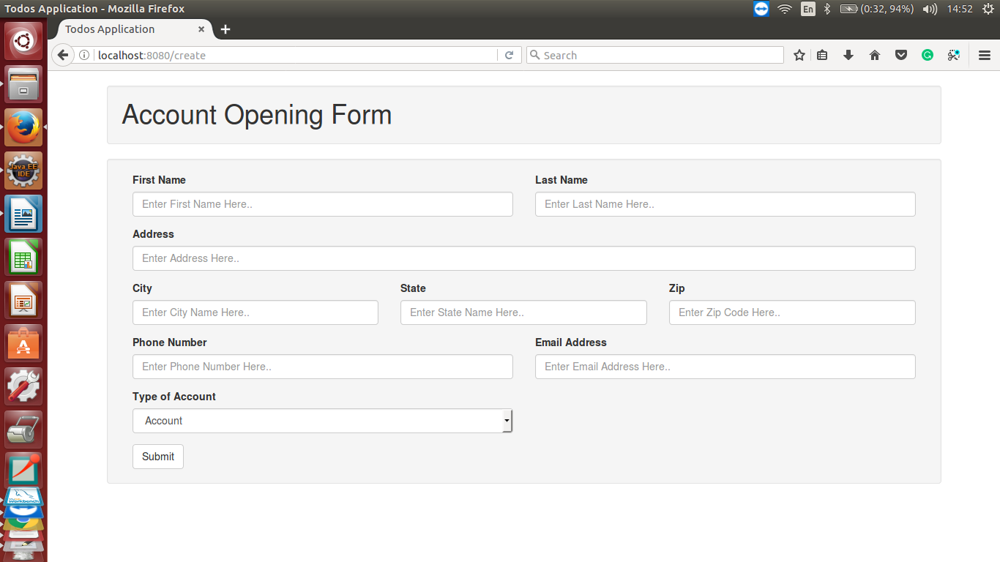 Todos Application - Mozilla Firefox
En
(0:32, 94%)
14:52
Todos Application
localhost:8080/create
Search
Account Opening Form
First Name
Last Name
Enter First Name Here..
Enter Last Name Here..
Address
Enter Address Here..
City
State
Zip
Enter City Name Here..
Enter State Name Here..
Enter Zip Code Here..
Phone Number
Email Address
Enter Phone Number Here..
Enter Email Address Here..
Type of Account
Account
Submit
Java EE
IDE
Workbench